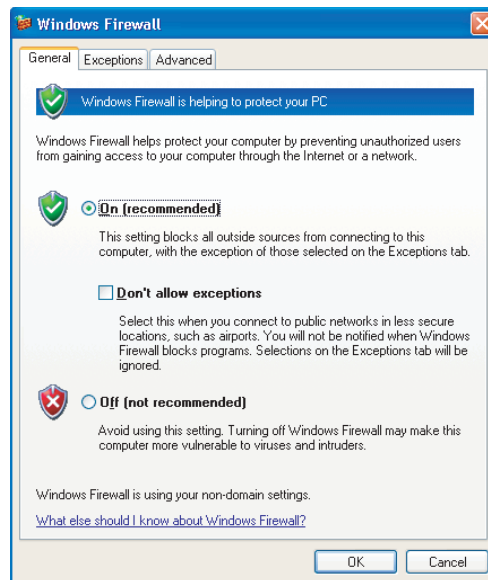 Windows Firewall
General Exceptions Advanced
Windows Firewall is helping to protect your PC
Windows Firewall helps protect your computer by preventing unauthorized users
from gaining access to your computer through the Internet or a network.
On (recommended)
This setting blocks all outside sources from connecting to this
computer, with the exception of those selected on the Exceptions tab.
Don't allow exceptions
Select this when you connect to public networks in less secure
locations, such as airports. You will not be notified when Windows
Firewall blocks programs. Selections on the Exceptions tab will be
ignored.
Off (not recommended)
Avoid using this setting. Turning off Windows Firewall may make this
computer more vulnerable to viruses and intruders.
Windows Firewall is using your non-domain settings.
What else should I know about Windows Firewall?
OK Cancel